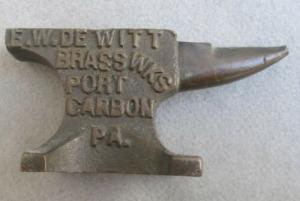 E.W. DE WITT
BRASS WKS
PORT
CARBON
PA.